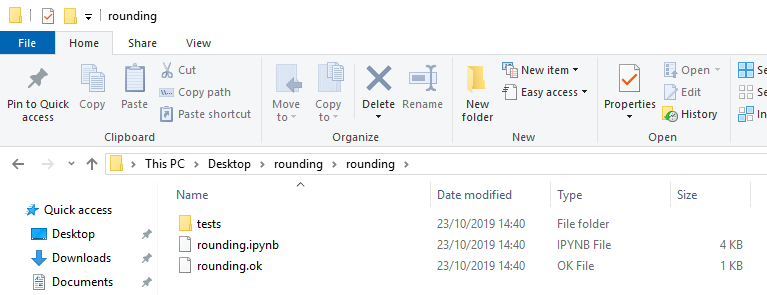 rounding
File Home Share View
Pin to Quick access
Copy
Paste
Cut
Copy path
Paste shortcut
Clipboard
Move to
Copy to
Delete
Rename
Organize
New folder
New item
Easy access
New
Properties
Open
Edit
History
Open
Se
Se
In
This PC Desktop rounding rounding
Name Date modified Type Size
Quick access
Desktop
Downloads
Documents
tests 23/10/2019 14:40 File folder
rounding.ipynb 23/10/2019 14:40 IPYNB File 4 KB
rounding.ok 23/10/2019 14:40 OK File 1 KB